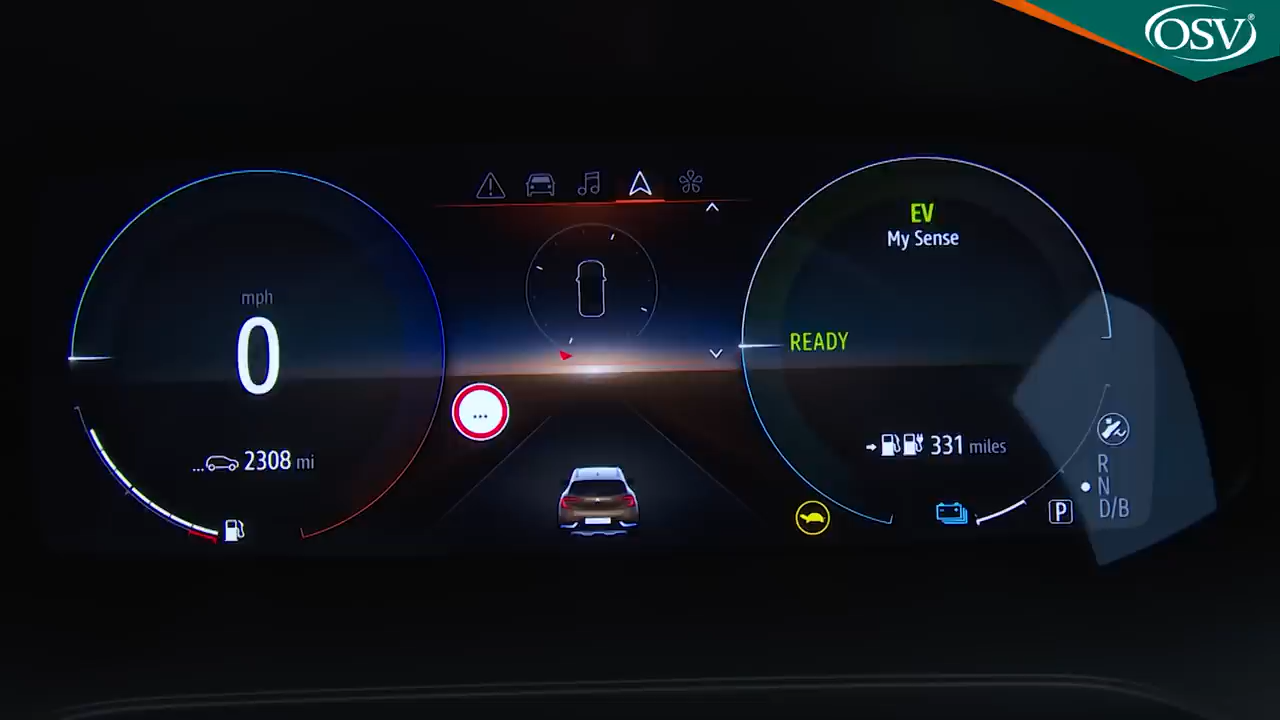 OSV®
mph
0
...2308 mi
...
EV
My Sense
READY
331 miles
P
R
N
D/B